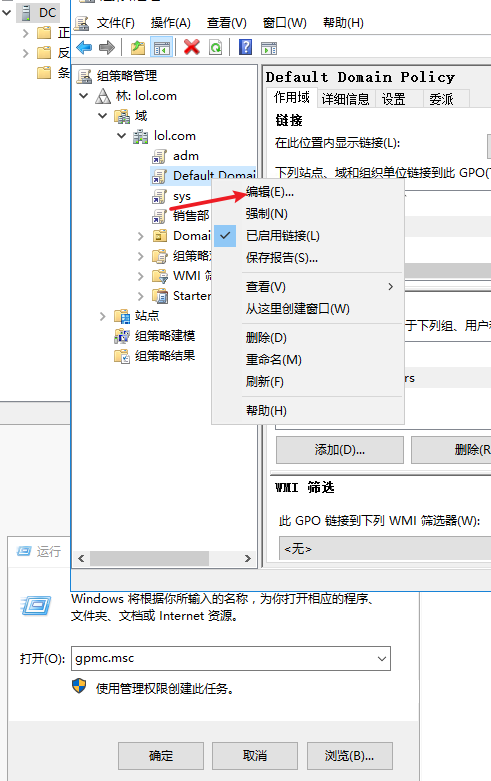 DC
正
反
条
文件(F) 操作(A) 查看(V) 窗口(W) 帮助(H)
组策略管理
林: lol.com
域
lol.com
adm
Default Domai
sys
销售部
Domai
组策略
WMI 筛
Starter
站点
组策略建模
组策略结果
Default Domain Policy
作用域 详细信息 设置 委派
链接
在此位置内显示链接(L):
下列站点、域和组织单位链接到此 GPO(
编辑(E)...
强制(N)
已启用链接(L)
保存报告(S)...
查看(V)
从这里创建窗口(W)
删除(D)
重命名(M)
刷新(F)
帮助(H)
于下列组、用户
rs
添加(D)... 删除(R
WMI 筛选
此 GPO 链接到下列 WMI 筛选器(W):
<无>
运行
Windows 将根据你所输入的名称，为你打开相应的程序、
文件夹、文档或 Internet 资源。
打开(O): gpmc.msc
使用管理权限创建此任务。
确定 取消 浏览(B)...